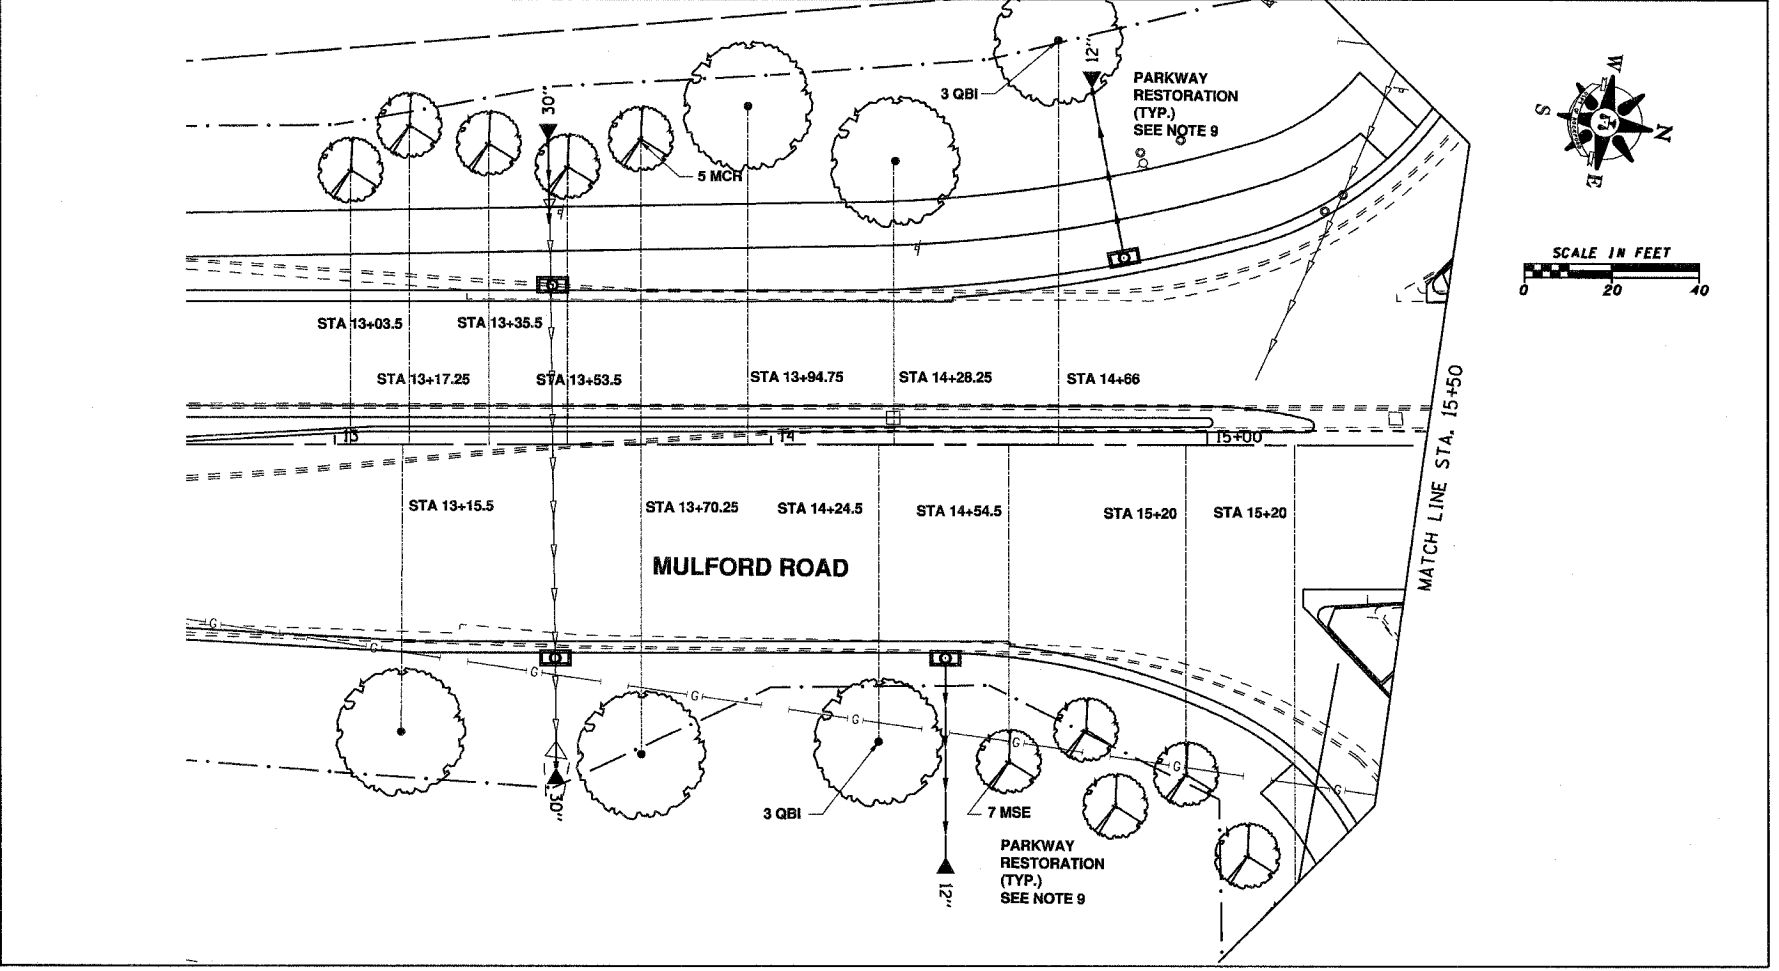 30"
12"
3 QBI
PARKWAY
RESTORATION
(TYP.)
SEE NOTE 9
5 MCR
W
S
N
E
SCALE IN FEET
0 20 40
STA 13+03.5
STA 13+35.5
STA 13+17.25
STA 13+53.5
STA 13+94.75
STA 14+28.25
STA 14+66
13
14
15+00
MATCH LINE STA. 15+50
STA 13+15.5
STA 13+70.25
STA 14+24.5
STA 14+54.5
STA 15+20
STA 15+20
MULFORD ROAD
G
G
G
G
G
G
G
G
30"
3 QBI
7 MSE
12"
PARKWAY
RESTORATION
(TYP.)
SEE NOTE 9